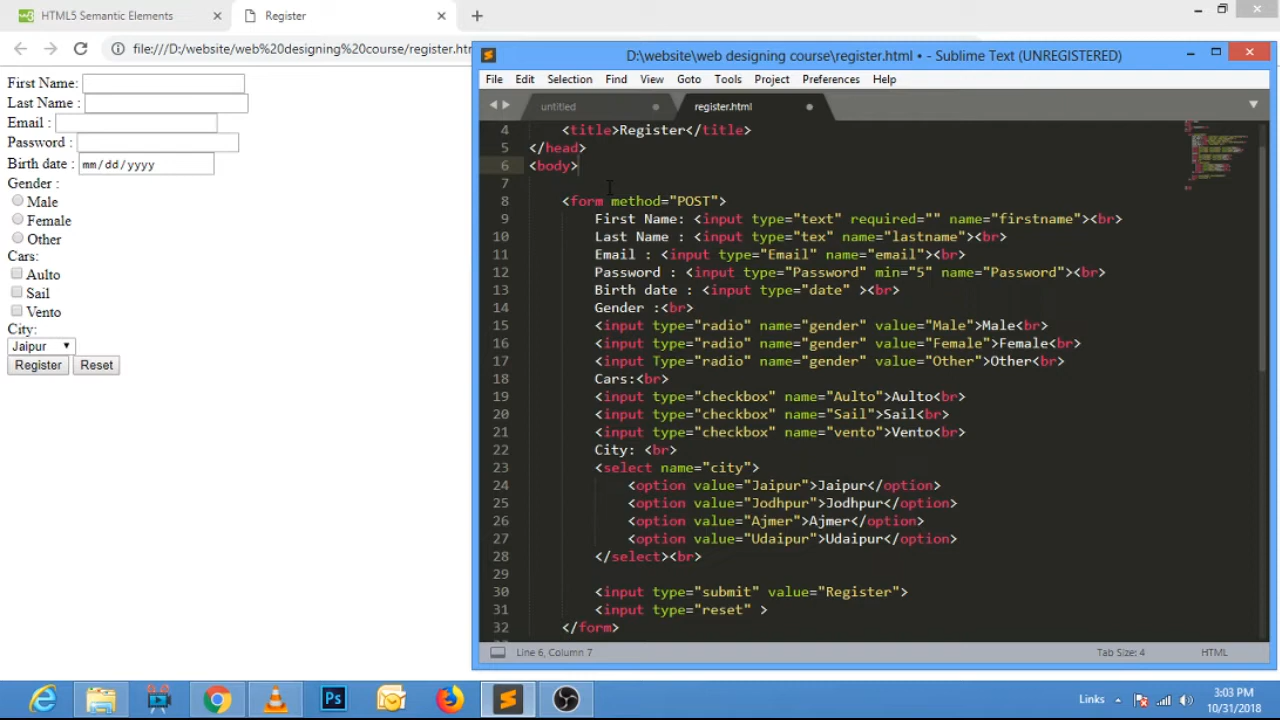 HTML5 Semantic Elements
Register
file:///D:/website/web%20designing%20course/register.htm
First Name:
Last Name :
Email :
Password :
Birth date : mm/dd/yyyy
Gender :
Male
Female
Other
Cars:
Aulto
Sail
Vento
City:
Jaipur
Register Reset
D:\website\web designing course\register.html • - Sublime Text (UNREGISTERED)
File Edit Selection Find View Goto Tools Project Preferences Help
untitled register.html
4 <title>Register</title>
5 </head>
6 <body>
7
8 <form method="POST">
9 First Name: <input type="text" required="" name="firstname"><br>
10 Last Name : <input type="tex" name="lastname"><br>
11 Email : <input type="Email" name="email"><br>
12 Password : <input type="Password" min="5" name="Password"><br>
13 Birth date : <input type="date" ><br>
14 Gender :<br>
15 <input type="radio" name="gender" value="Male">Male<br>
16 <input type="radio" name="gender" value="Female">Female<br>
17 <input Type="radio" name="gender" value="Other">Other<br>
18 Cars:<br>
19 <input type="checkbox" name="Aulto">Aulto<br>
20 <input type="checkbox" name="Sail">Sail<br>
21 <input type="checkbox" name="vento">Vento<br>
22 City: <br>
23 <select name="city">
24 <option value="Jaipur">Jaipur</option>
25 <option value="Jodhpur">Jodhpur</option>
26 <option value="Ajmer">Ajmer</option>
27 <option value="Udaipur">Udaipur</option>
28 </select><br>
29
30 <input type="submit" value="Register">
31 <input type="reset" >
32 </form>
Line 6, Column 7 Tab Size: 4 HTML
Ps
Links 3:03 PM
10/31/2018